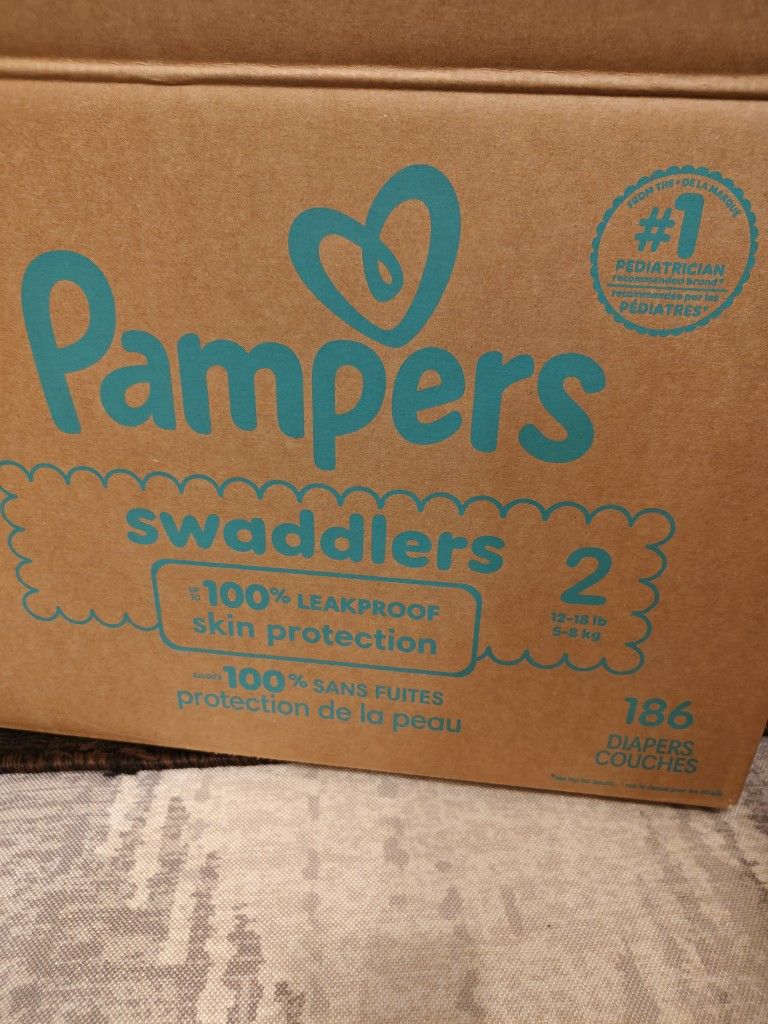 FROM THE • DE LA MARQUE
#1
PEDIATRICIAN
recommended brand*
recommandée par les
PÉDIATRES*
Pampers
swaddlers
2
12-18 lb
5-8 kg
UP TO 100% LEAKPROOF
skin protection
JUSQU'À 100% SANS FUITES
protection de la peau
186
DIAPERS
COUCHES